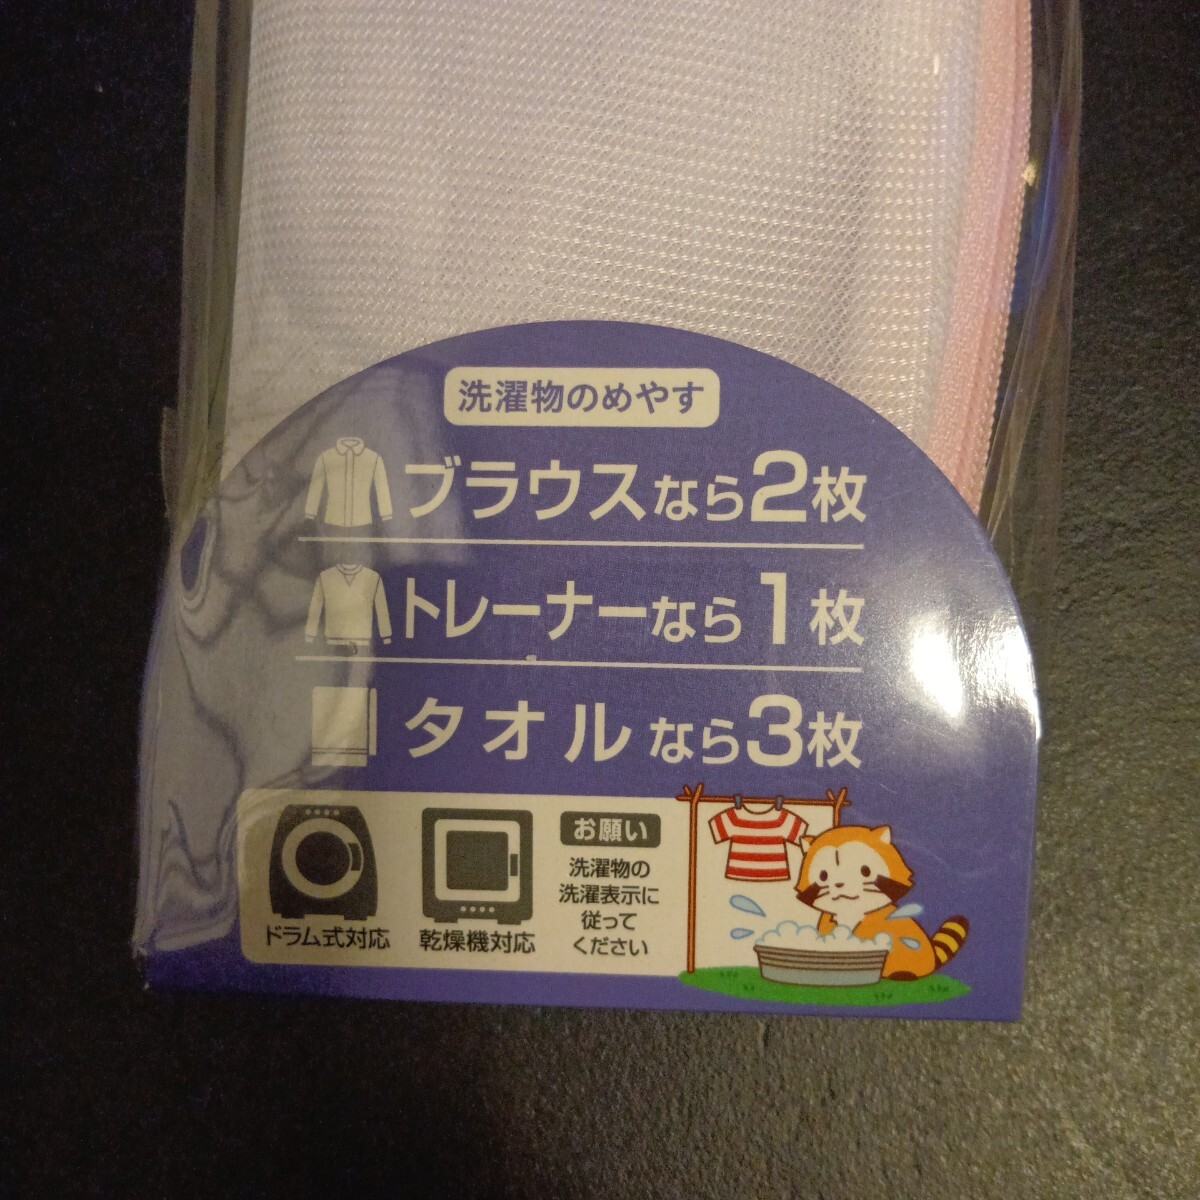 洗濯物のめやす
ブラウスなら2枚
トレーナーなら1枚
タオルなら3枚
ドラム式対応
乾燥機対応
お願い
洗濯物の
洗濯表示に
従って
ください